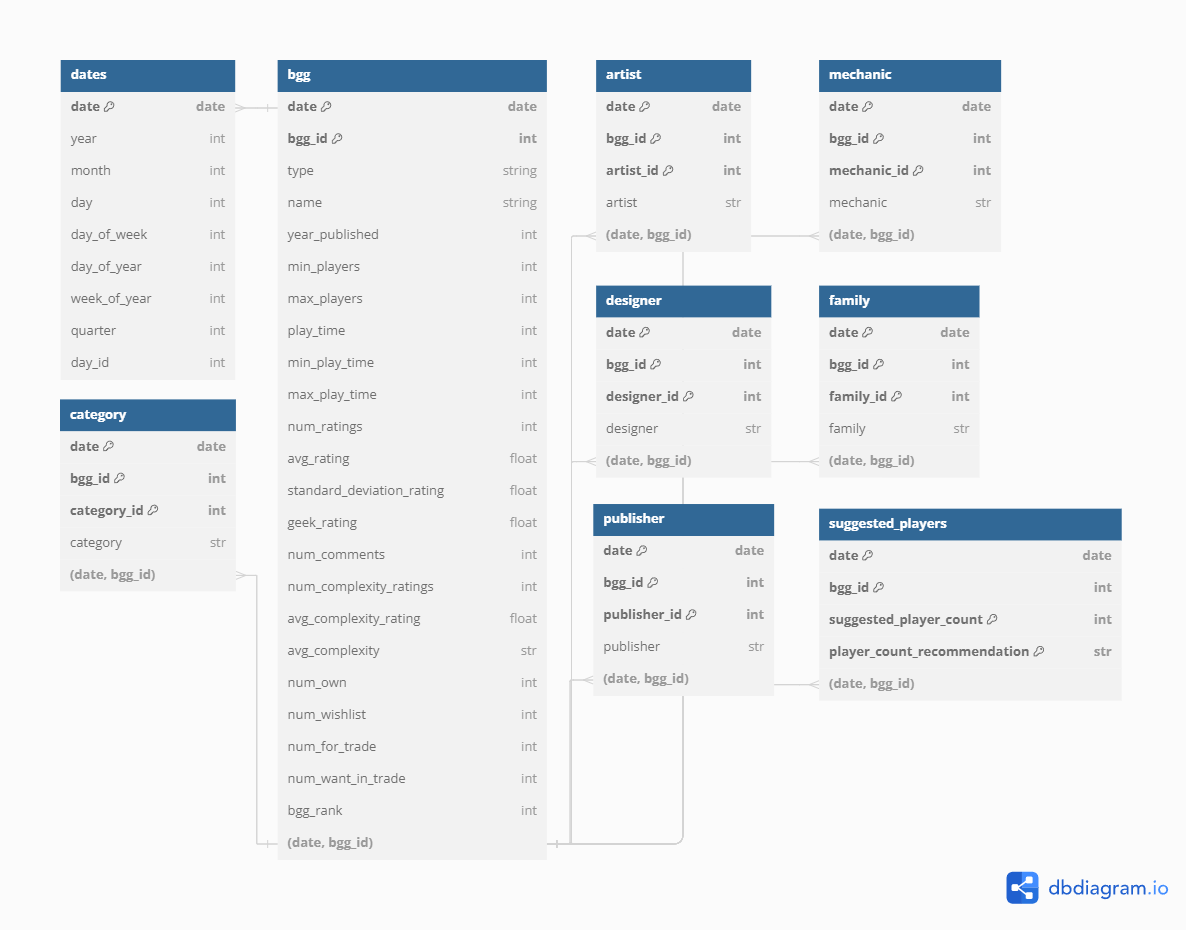 dates
date date
year int
month int
day int
day_of_week int
day_of_year int
week_of_year int
quarter int
day_id int
category
date date
bgg_id int
category_id int
category str
(date, bgg_id)
bgg
date date
bgg_id int
type string
name string
year_published int
min_players int
max_players int
play_time int
min_play_time int
max_play_time int
num_ratings int
avg_rating float
standard_deviation_rating float
geek_rating float
num_comments int
num_complexity_ratings int
avg_complexity_rating float
avg_complexity str
num_own int
num_wishlist int
num_for_trade int
num_want_in_trade int
bgg_rank int
(date, bgg_id)
artist
date date
bgg_id int
artist_id int
artist str
(date, bgg_id)
designer
date date
bgg_id int
designer_id int
designer str
(date, bgg_id)
publisher
date date
bgg_id int
publisher_id int
publisher str
(date, bgg_id)
mechanic
date date
bgg_id int
mechanic_id int
mechanic str
(date, bgg_id)
family
date date
bgg_id int
family_id int
family str
(date, bgg_id)
suggested_players
date date
bgg_id int
suggested_player_count int
player_count_recommendation str
(date, bgg_id)
dbdiagram.io